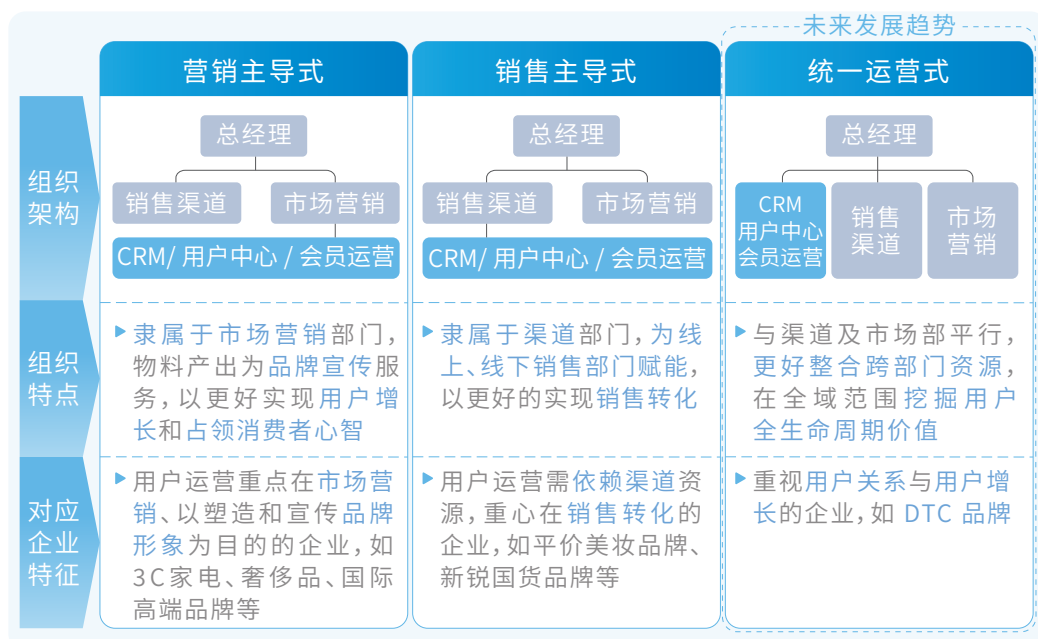 未来发展趋势
营销主导式
销售主导式
统一运营式
组织
架构
总经理
销售渠道
市场营销
CRM/ 用户中心 / 会员运营
总经理
销售渠道
市场营销
CRM/ 用户中心 / 会员运营
总经理
CRM
用户中心
会员运营
销售
渠道
市场
营销
组织
特点
隶属于市场营销部门，
物料产出为品牌宣传服
务，以更好实现用户增
长和占领消费者心智
隶属于渠道部门，为线
上、线下销售部门赋能，
以更好的实现销售转化
与渠道及市场部平行，
更好整合跨部门资源，
在全域范围挖掘用户
全生命周期价值
对应
企业
特征
用户运营重点在市场营
销、以塑造和宣传品牌
形象为目的的企业，如
3C家电、奢侈品、国际
高端品牌等
用户运营需依赖渠道资
源，重心在销售转化的
企业，如平价美妆品牌、
新锐国货品牌等
重视用户关系与用户增
长的企业，如 DTC 品牌